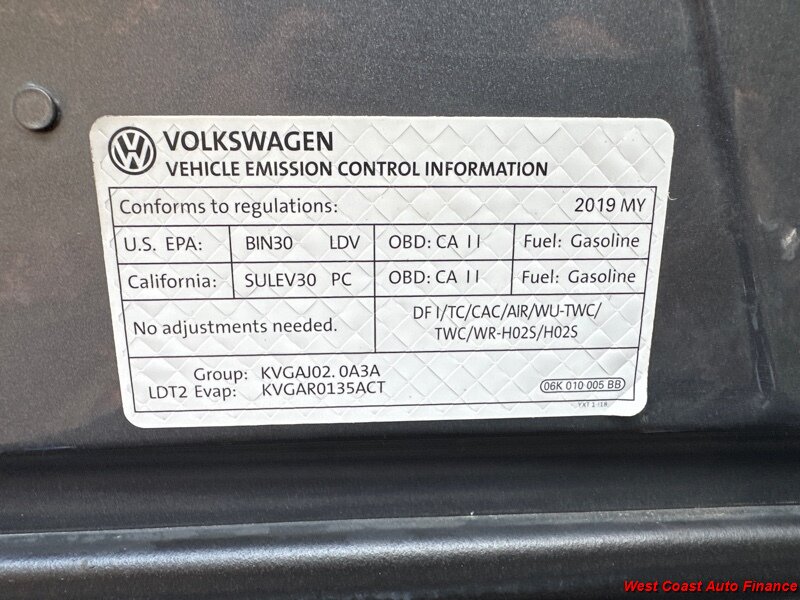 VOLKSWAGEN
VEHICLE EMISSION CONTROL INFORMATION
Conforms to regulations: 2019 MY
U.S. EPA: BIN30 LDV OBD: CA II Fuel: Gasoline
California: SULEV30 PC OBD: CA II Fuel: Gasoline
No adjustments needed.
DFI/TC/CAC/AIR/WU-TWC/
TWC/WR-HO2S/HO2S
Group: KVGAJ02.0A3A
LDT2 Evap: KVGAR0135ACT
06K 010 005 BB
West Coast Auto Finance